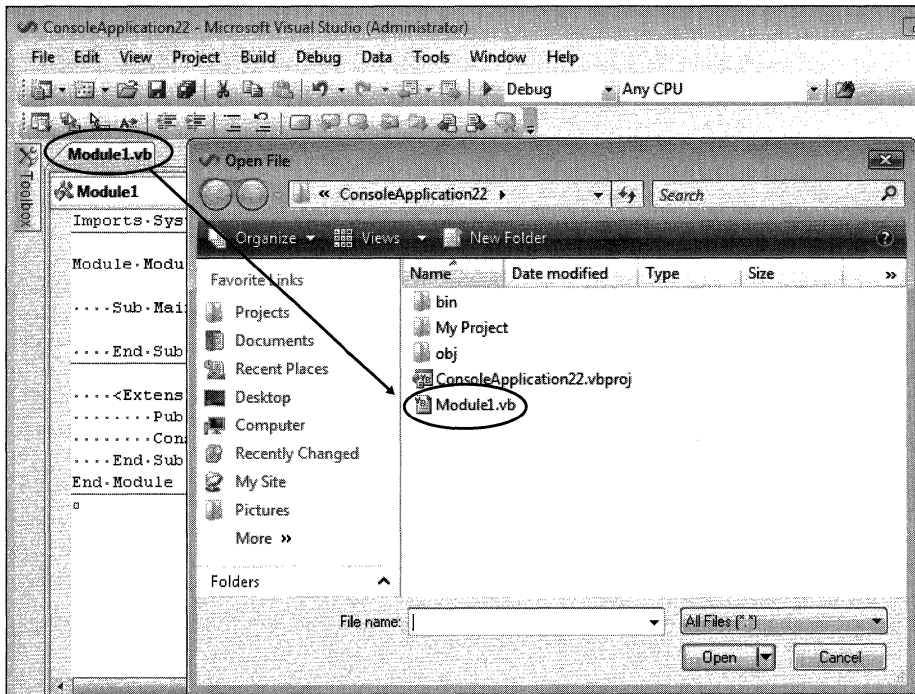 ConsoleApplication22 - Microsoft Visual Studio (Administrator)
File Edit View Project Build Debug Data Tools Window Help
Debug Any CPU
Toolbox
Module1.vb
Module1
Imports·Sys
Module·Modu
····Sub·Mai
····End·Sub
····<Extens
········Pub
········Con
····End·Sub
End·Module
Open File
« ConsoleApplication22
Search
Organize Views New Folder
Favorite Links
Projects
Documents
Recent Places
Desktop
Computer
Recently Changed
My Site
Pictures
More »
Folders
Name Date modified Type Size »
bin
My Project
obj
ConsoleApplication22.vbproj
Module1.vb
File name: All Files (*.*)
Open Cancel